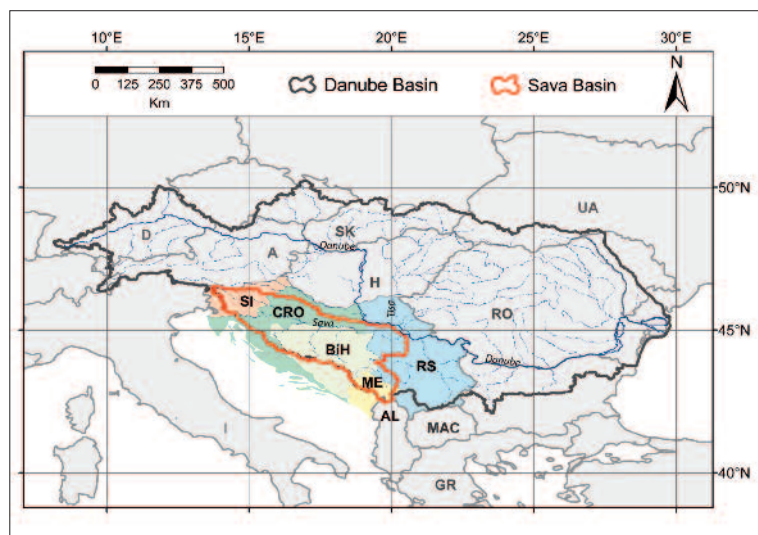 10°E 15°E 20°E 25°E 30°E
N
0 125 250 375 500
Km
Danube Basin
Sava Basin
50°N
UA
SK
D
A
Danube
H
SI
CRO
Tisa
RO
Sava
45°N
BiH
RS
Danube
ME
AL
MAC
I
GR
40°N